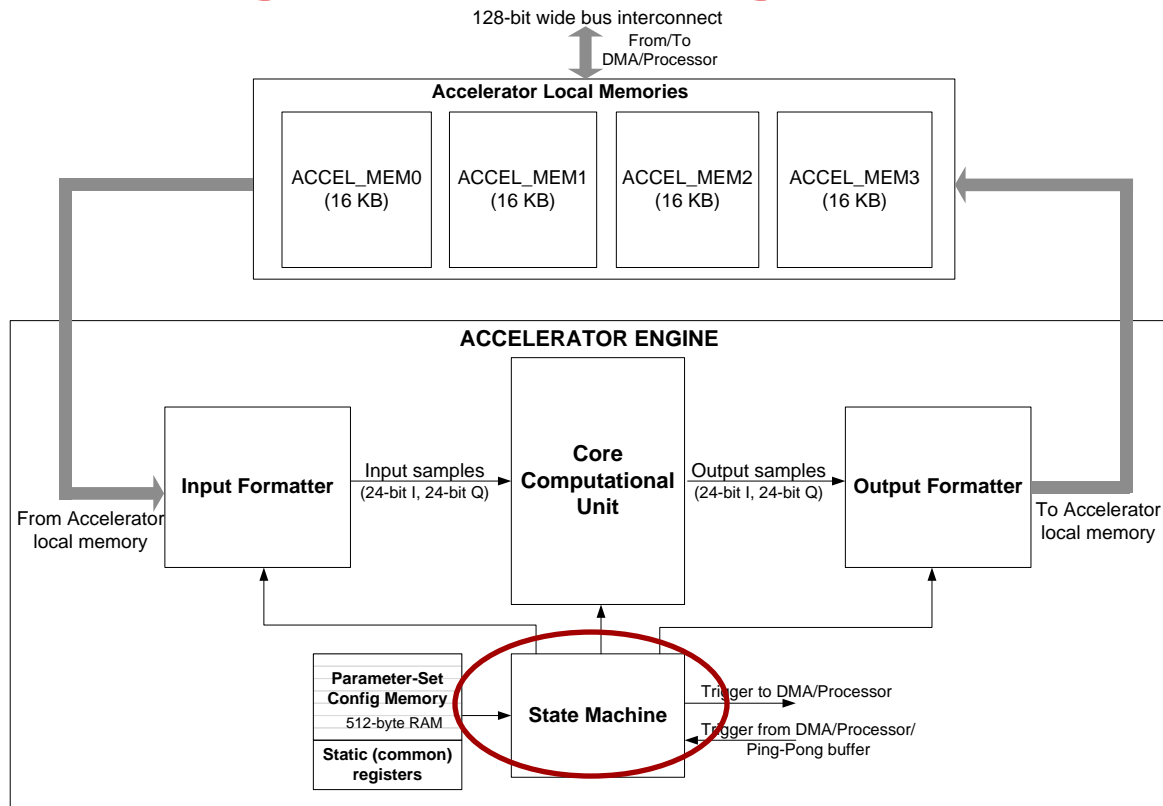 128-bit wide bus interconnect
From/To
DMA/Processor
Accelerator Local Memories
ACCEL_MEM0
(16 KB)
ACCEL_MEM1
(16 KB)
ACCEL_MEM2
(16 KB)
ACCEL_MEM3
(16 KB)
ACCELERATOR ENGINE
Input Formatter
Input samples
(24-bit I, 24-bit Q)
Core
Computational
Unit
Output samples
(24-bit I, 24-bit Q)
Output Formatter
From Accelerator
local memory
To Accelerator
local memory
Parameter-Set
Config Memory
512-byte RAM
Static (common)
registers
State Machine
Trigger to DMA/Processor
Trigger from DMA/Processor/
Ping-Pong buffer